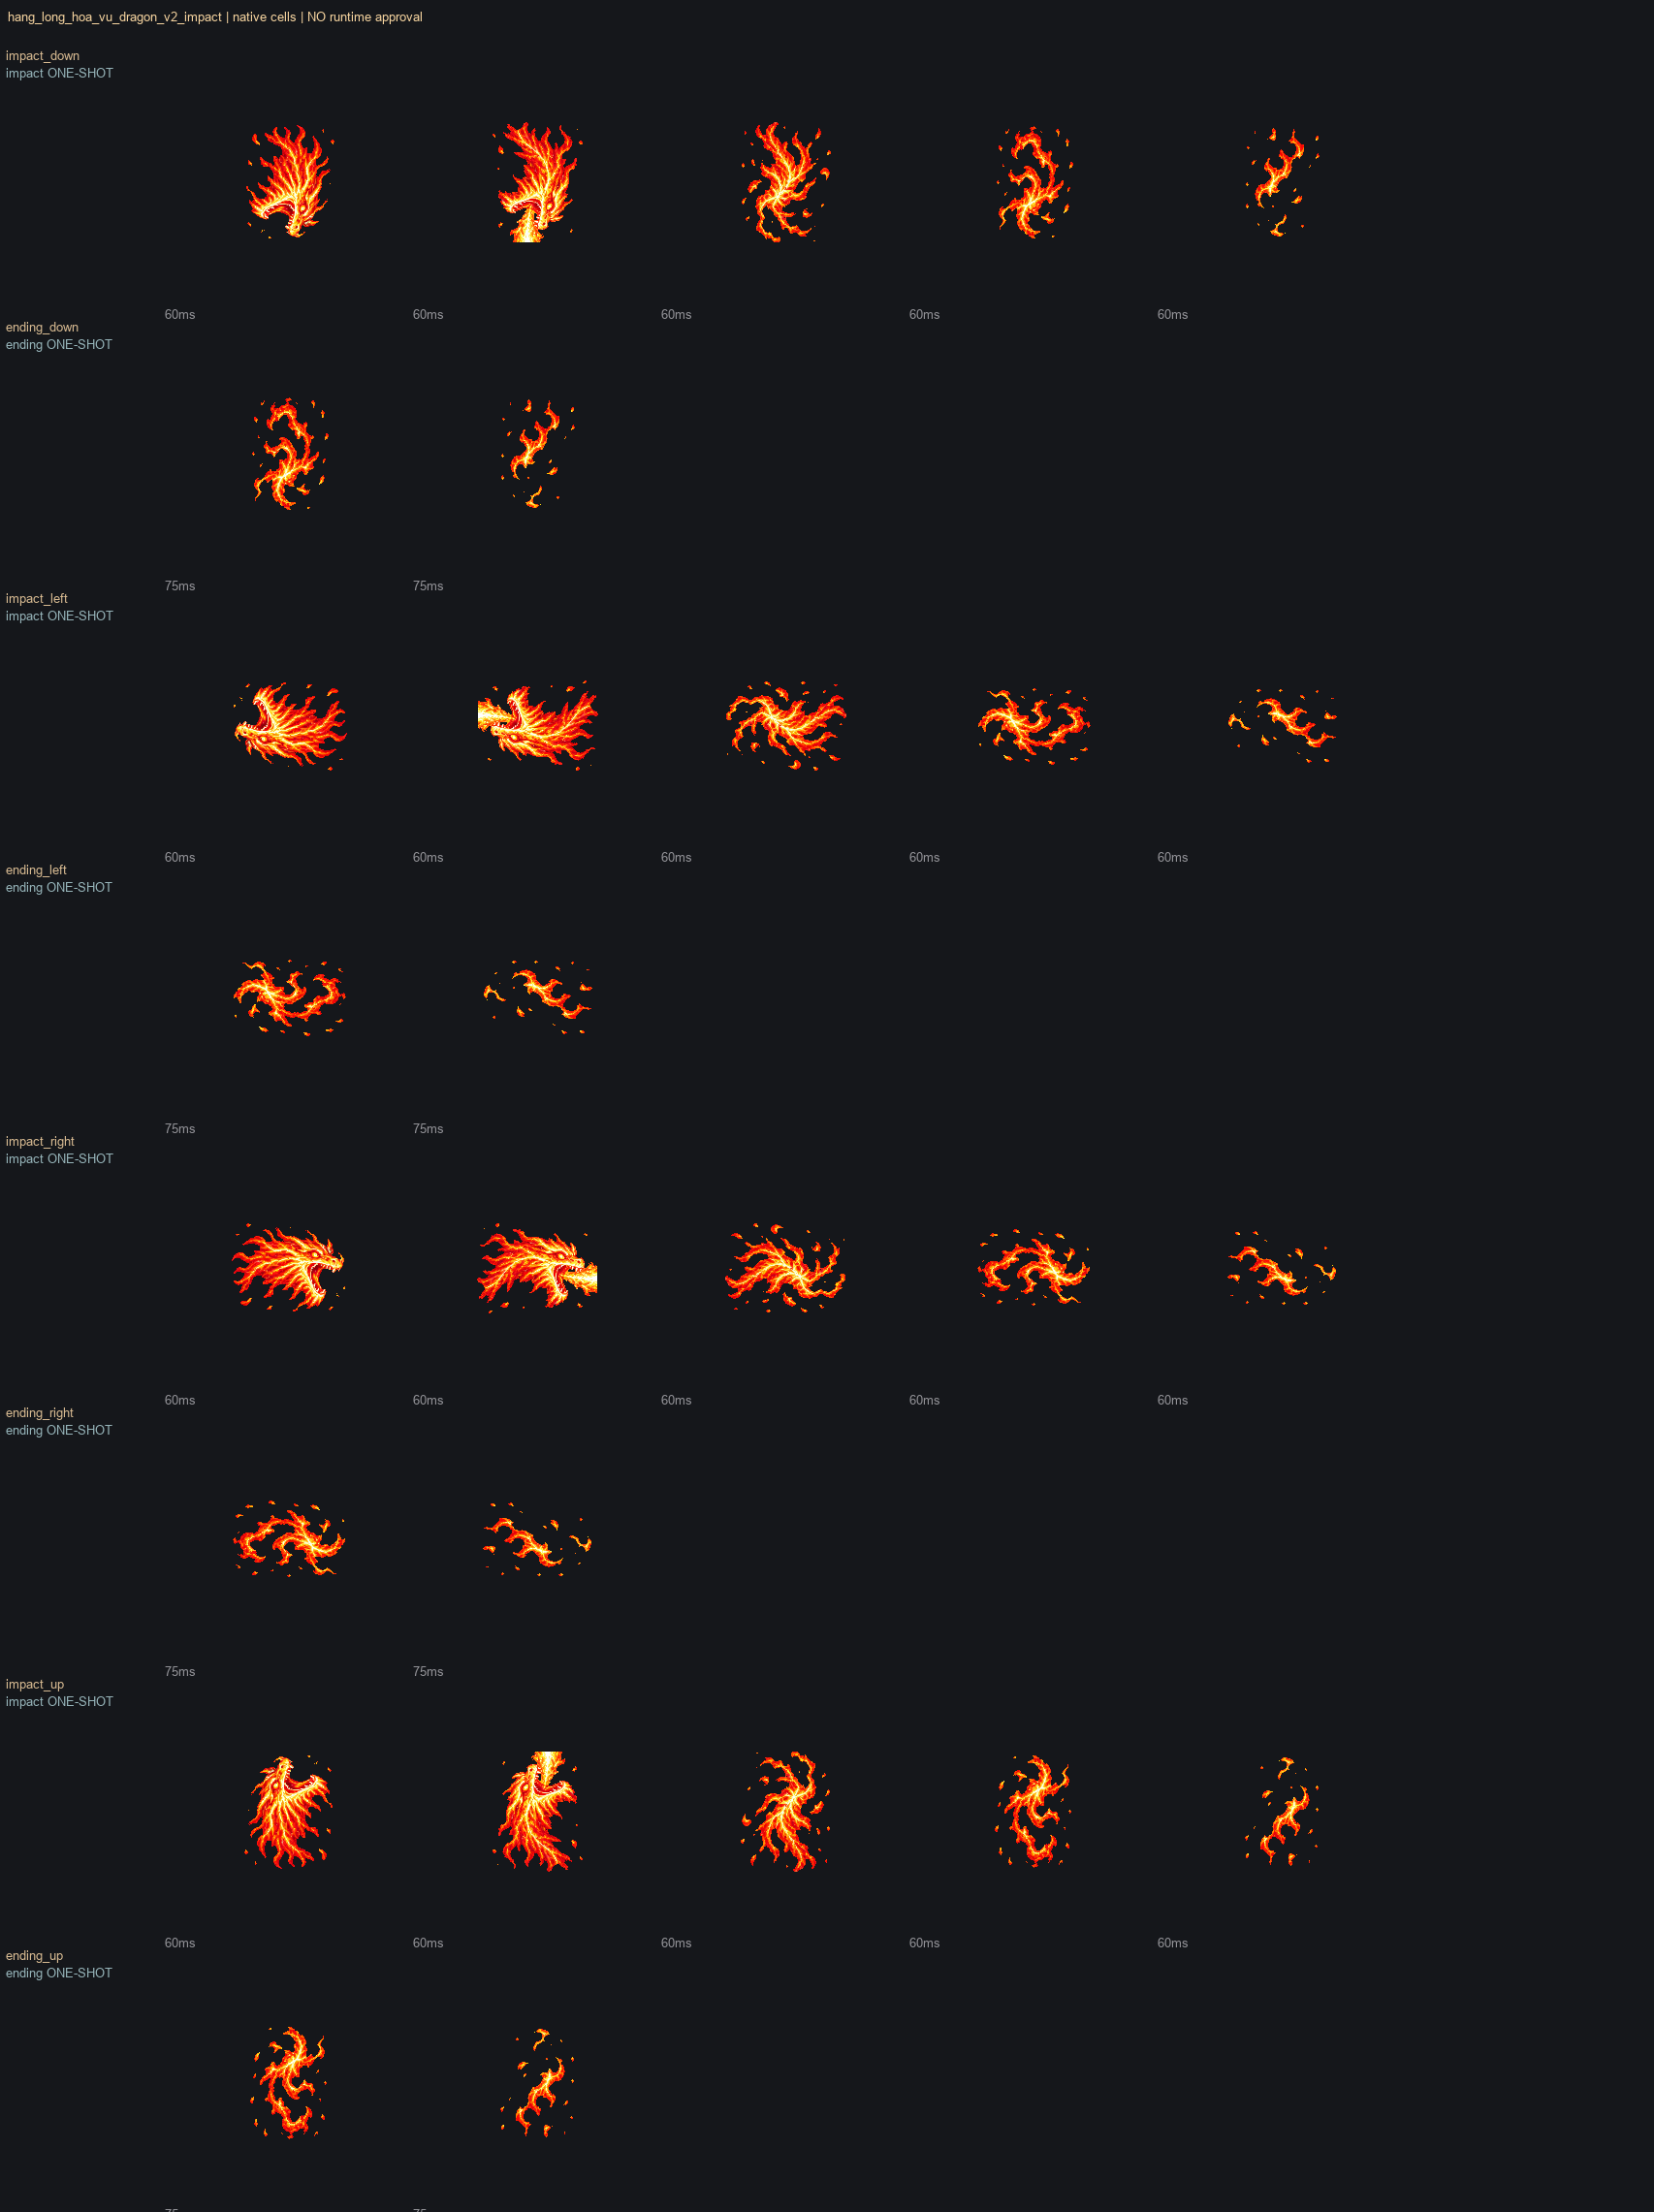 hang_long_hoa_vu_dragon_v2_impact | native cells | NO runtime approval
impact_down
impact ONE-SHOT
60ms 60ms 60ms 60ms 60ms
ending_down
ending ONE-SHOT
75ms 75ms
impact_left
impact ONE-SHOT
60ms 60ms 60ms 60ms 60ms
ending_left
ending ONE-SHOT
75ms 75ms
impact_right
impact ONE-SHOT
60ms 60ms 60ms 60ms 60ms
ending_right
ending ONE-SHOT
75ms 75ms
impact_up
impact ONE-SHOT
60ms 60ms 60ms 60ms 60ms
ending_up
ending ONE-SHOT